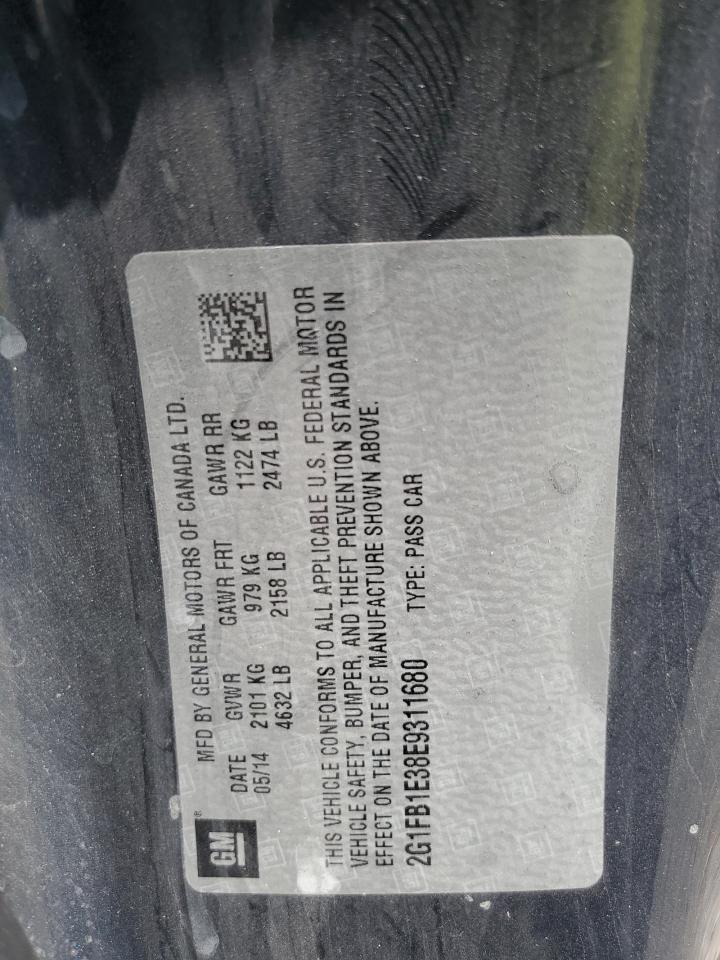 GM®
MFD BY GENERAL MOTORS OF CANADA LTD.
DATE GVWR GAWR FRT GAWR RR
05/14 2101 KG 979 KG 1122 KG
4632 LB 2158 LB 2474 LB
THIS VEHICLE CONFORMS TO ALL APPLICABLE U.S. FEDERAL MOTOR
VEHICLE SAFETY, BUMPER, AND THEFT PREVENTION STANDARDS IN
EFFECT ON THE DATE OF MANUFACTURE SHOWN ABOVE.
2G1FB1E38E9311680 TYPE: PASS CAR